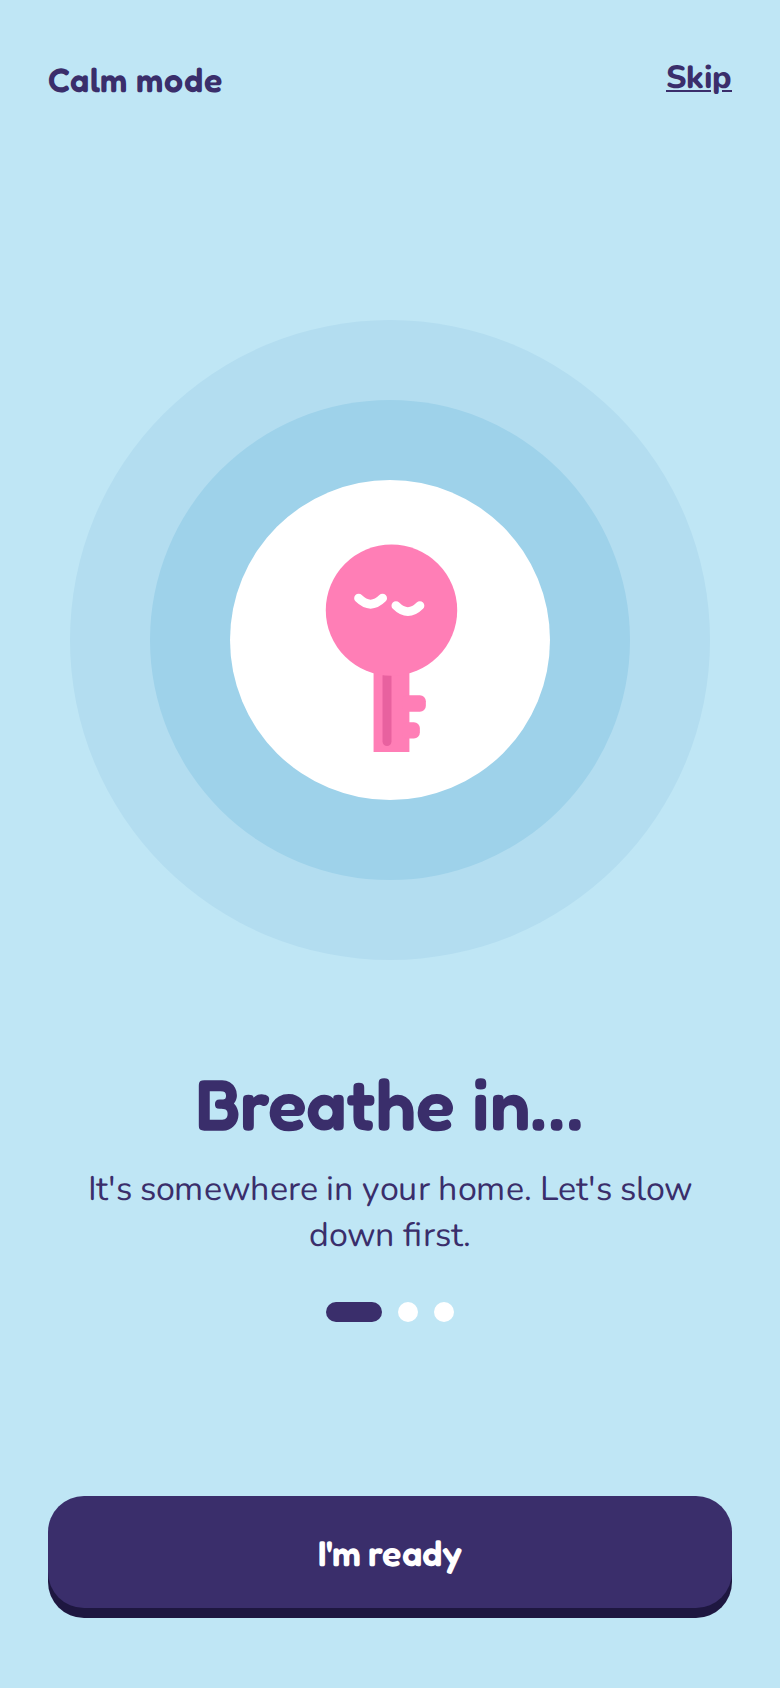 Calm mode
Skip
Breathe in...
It's somewhere in your home. Let's slow
down first.
I'm ready